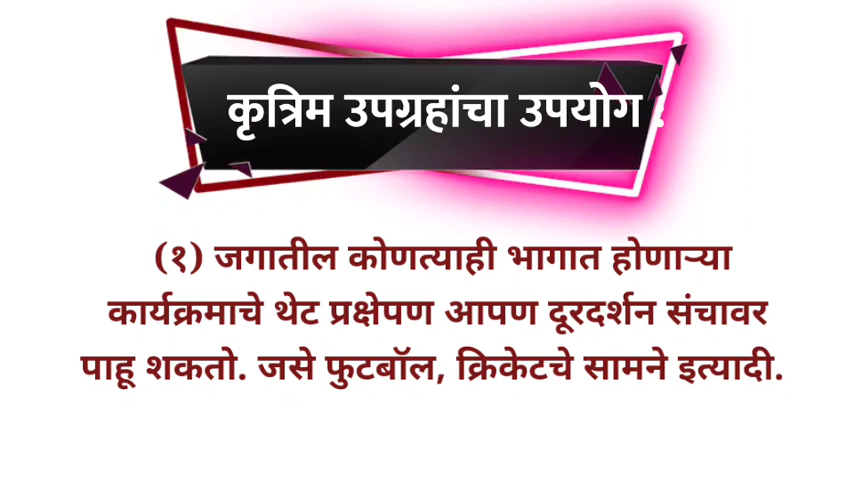 कृत्रिम उपग्रहांचा उपयोग :
(१) जगातील कोणत्याही भागात होणाऱ्या
कार्यक्रमाचे थेट प्रक्षेपण आपण दूरदर्शन संचावर
पाहू शकतो. जसे फुटबॉल, क्रिकेटचे सामने इत्यादी.